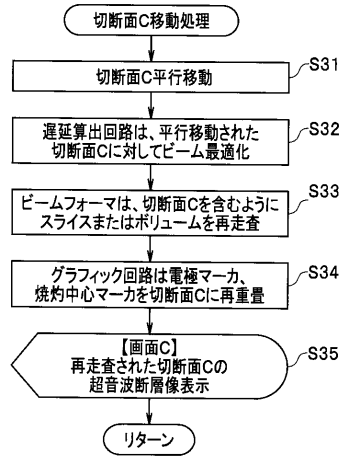 切断面C移動処理
切断面C平行移動
S31
遅延算出回路は、平行移動された
切断面Cに対してビーム最適化
S32
ビームフォーマは、切断面Cを含むように
スライスまたはボリュームを再走査
S33
グラフィック回路は電極マーカ、
焼灼中心マーカを切断面Cに再重畳
S34
【画面C】
再走査された切断面Cの
超音波断層像表示
S35
リターン